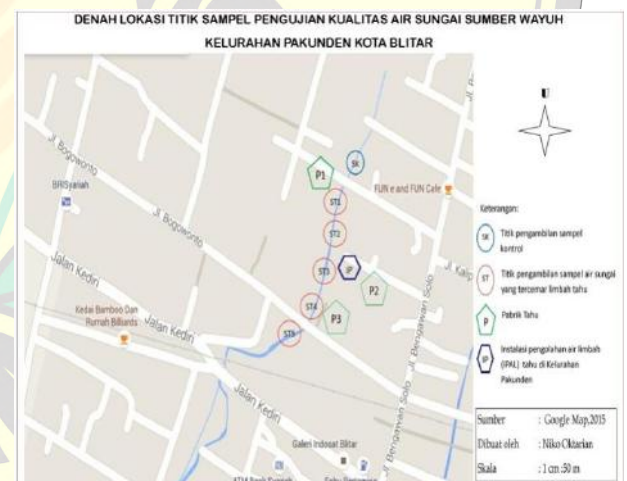 DENAH LOKASI TITIK SAMPEL PENGUJIAN KUALITAS AIR SUNGAI SUMBER WAYUH
KELURAHAN PAKUNDEN KOTA BLITAR
Jl. Bogowonto
BRISyariah
Jl. Bogowonto
Jalan Kediri
Kedai Bamboo Dan
Rumah Billiards
Jalan Kediri
Jalan Kediri
SK
P1
FUN e and FUN Cafe
ST1
ST2
ST3
IP
P2
ST4
P3
ST5
Jl. Bengawan Solo
Jl. Bengawan Solo
Galeri Indosat Blitar
Keterangan:
SK
Titik pengambilan sampel
kontrol
ST
Titik pengambilan sampel air sungai
yang tercemar limbah tahu
P
Pabrik Tahu
IP
Instalasi pengolahan air limbah
(IPAL) tahu di Kelurahan
Pakunden
Sumber : Google Map,2015
Dibuat oleh : Niko Oktarian
Skala : 1 cm :50 m